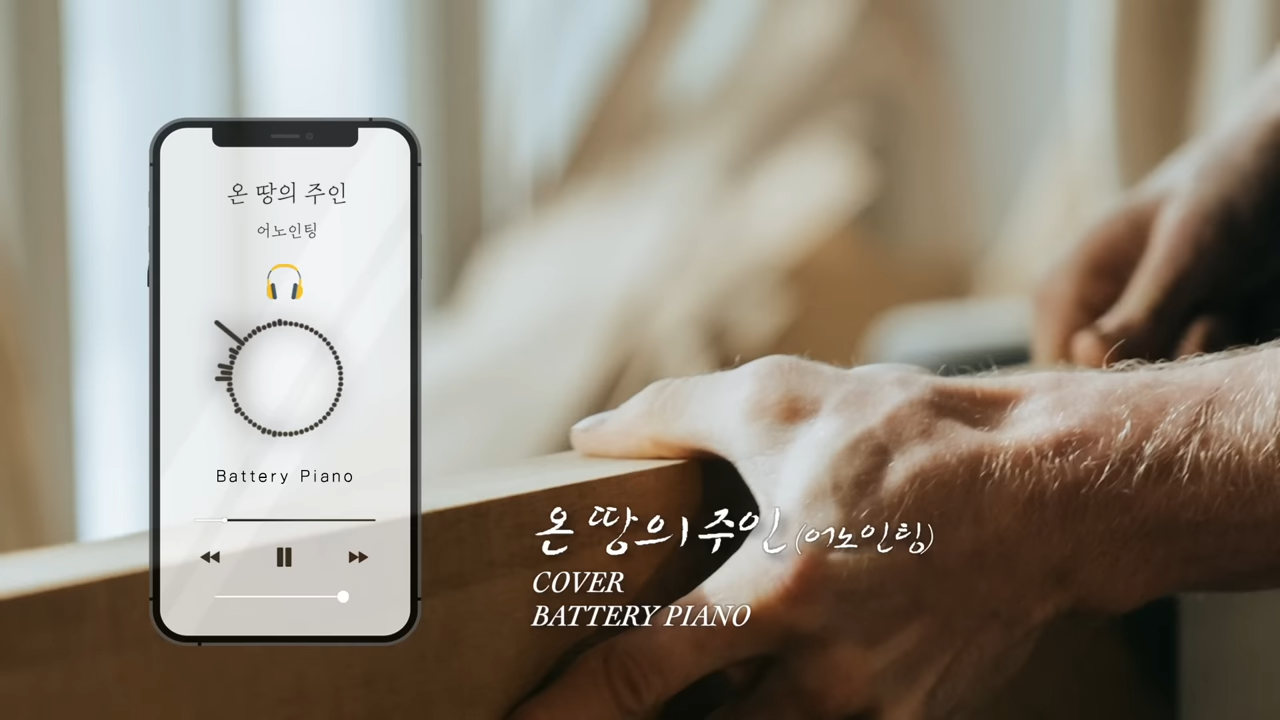 온 땅의 주인
어노인팅
Battery Piano
온 땅의 주인 (어노인팅)
COVER
BATTERY PIANO